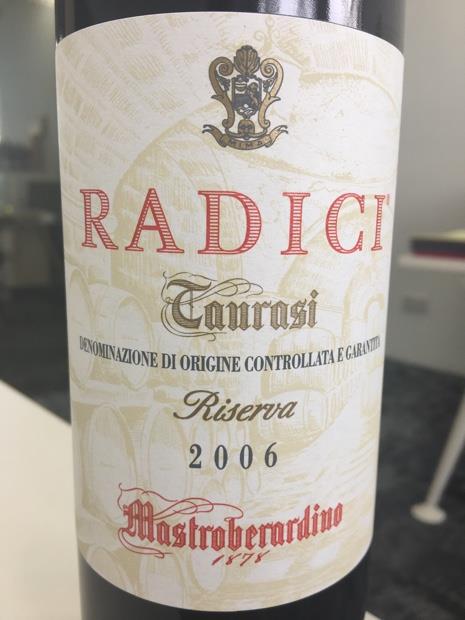 RADICI
Taurasi
DENOMINAZIONE DI ORIGINE CONTROLLATA E GARANTITA
Riserva
2006
Mastroberardino
1878